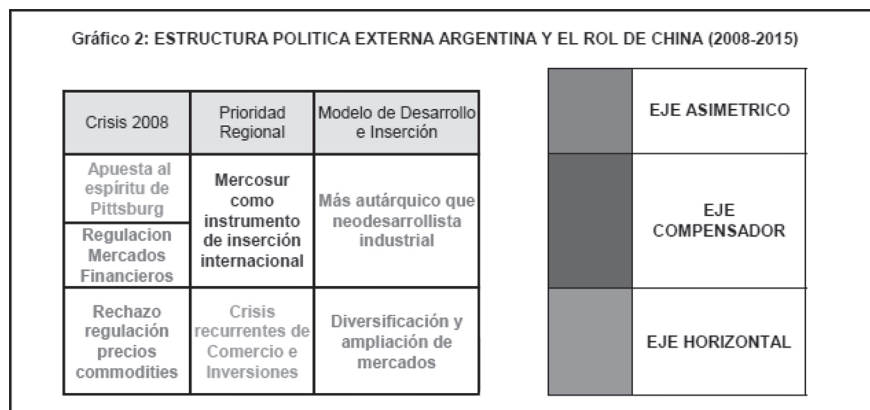 Gráfico 2: ESTRUCTURA POLITICA EXTERNA ARGENTINA Y EL ROL DE CHINA (2008-2015)
Crisis 2008
Prioridad
Regional
Modelo de Desarrollo
e Inserción
Apuesta al
espíritu de
Pittsburg
Regulacion
Mercados
Financieros
Mercosur
como
instrumento
de inserción
internacional
Más autárquico que
neodesarrollista
industrial
Rechazo
regulación
precios
commodities
Crisis
recurrentes de
Comercio e
Inversiones
Diversificación y
ampliación de
mercados
EJE ASIMETRICO
EJE
COMPENSADOR
EJE HORIZONTAL